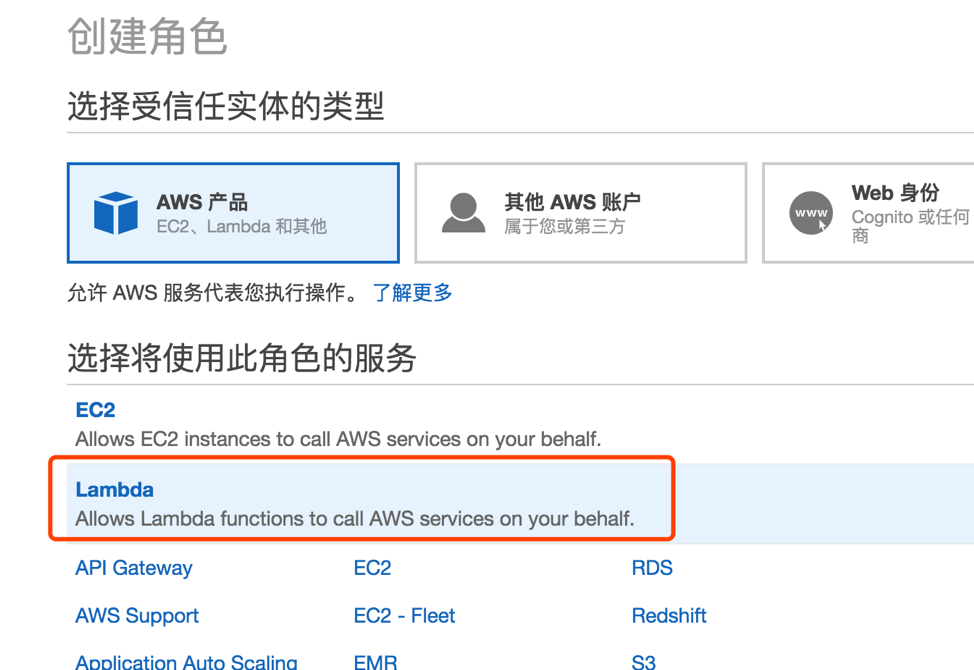 创建角色
选择受信任实体的类型
AWS 产品
EC2、Lambda 和其他
其他 AWS 账户
属于您或第三方
www
Web 身份
Cognito 或任何
商
允许 AWS 服务代表您执行操作。 了解更多
选择将使用此角色的服务
EC2
Allows EC2 instances to call AWS services on your behalf.
Lambda
Allows Lambda functions to call AWS services on your behalf.
API Gateway EC2 RDS
AWS Support EC2 - Fleet Redshift
Application Auto Scaling EMR S3